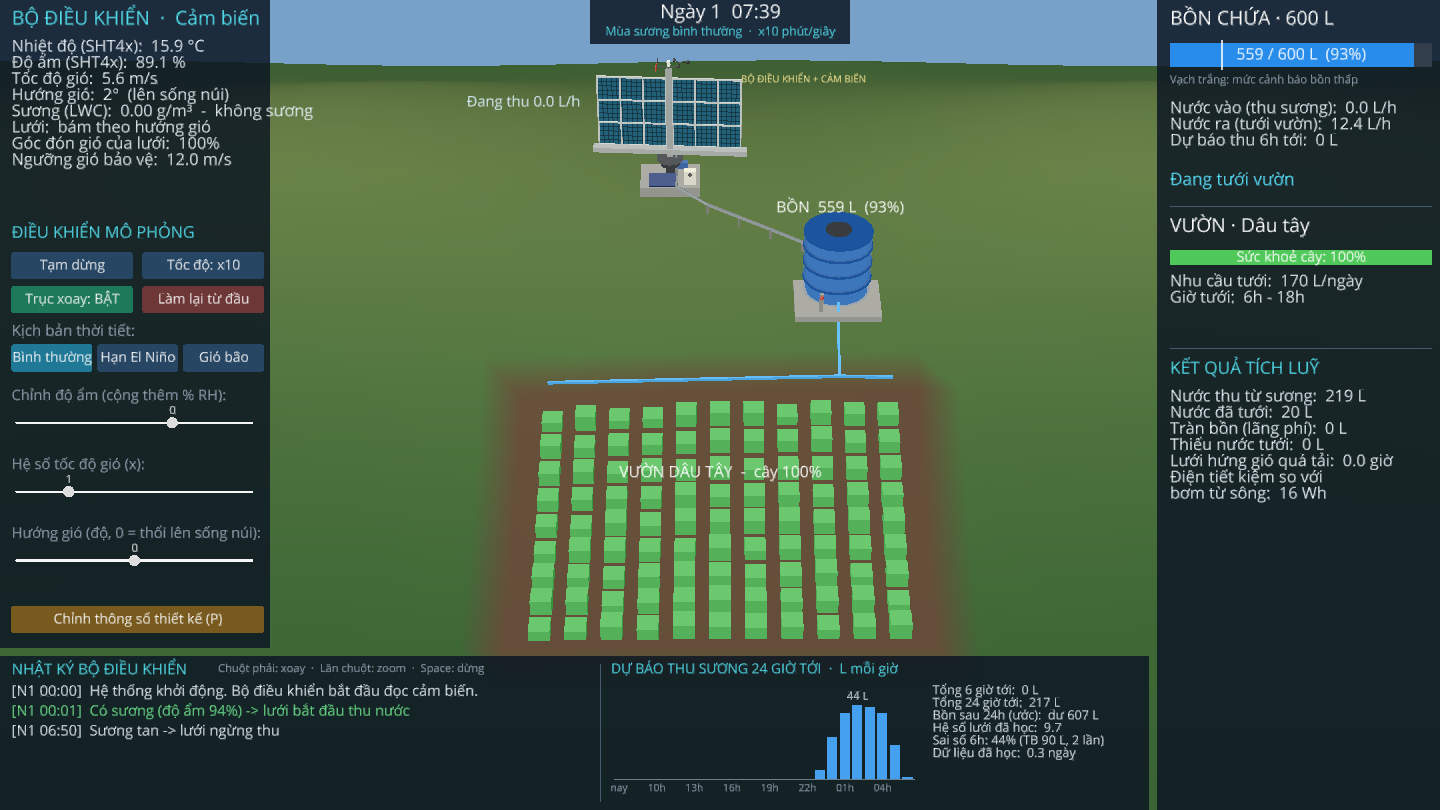 BỘ ĐIỀU KHIỂN · Cảm biến
Nhiệt độ (SHT4x): 15.9 °C
Độ ẩm (SHT4x): 89.1 %
Tốc độ gió: 5.6 m/s
Hướng gió: 2° (lên sống núi)
Sương (LWC): 0.00 g/m³ - không sương
Lưới: bám theo hướng gió
Góc đón gió của lưới: 100%
Ngưỡng gió bảo vệ: 12.0 m/s
ĐIỀU KHIỂN MÔ PHỎNG
Tạm dừng
Tốc độ: x10
Trục xoay: BẬT
Làm lại từ đầu
Kịch bản thời tiết:
Bình thường
Hạn El Niño
Gió bão
Chỉnh độ ẩm (cộng thêm % RH):
0
Hệ số tốc độ gió (x):
1
Hướng gió (độ, 0 = thổi lên sống núi):
0
Chỉnh thông số thiết kế (P)
Ngày 1 07:39
Mùa sương bình thường · x10 phút/giây
BỘ ĐIỀU KHIỂN + CẢM BIẾN
Đang thu 0.0 L/h
BỒN 559 L (93%)
VƯỜN DÂU TÂY - cây 100%
BỒN CHỨA · 600 L
559 / 600 L (93%)
Vạch trắng: mức cảnh báo bồn thấp
Nước vào (thu sương): 0.0 L/h
Nước ra (tưới vườn): 12.4 L/h
Dự báo thu 6h tới: 0 L
Đang tưới vườn
VƯỜN · Dâu tây
Sức khoẻ cây: 100%
Nhu cầu tưới: 170 L/ngày
Giờ tưới: 6h - 18h
KẾT QUẢ TÍCH LUỸ
Nước thu từ sương: 219 L
Nước đã tưới: 20 L
Tràn bồn (lãng phí): 0 L
Thiếu nước tưới: 0 L
Lưới hứng gió quá tải: 0.0 giờ
Điện tiết kiệm so với
bơm từ sông: 16 Wh
NHẬT KÝ BỘ ĐIỀU KHIỂN
Chuột phải: xoay · Lăn chuột: zoom · Space: dừng
[N1 00:00] Hệ thống khởi động. Bộ điều khiển bắt đầu đọc cảm biến.
[N1 00:01] Có sương (độ ẩm 94%) -> lưới bắt đầu thu nước
[N1 06:50] Sương tan -> lưới ngừng thu
DỰ BÁO THU SƯƠNG 24 GIỜ TỚI · L mỗi giờ
44 L
nay 10h 13h 16h 19h 22h 01h 04h
Tổng 6 giờ tới: 0 L
Tổng 24 giờ tới: 217 L
Bồn sau 24h (ước): dư 607 L
Hệ số lưới đã học: 9.7
Sai số 6h: 44% (TB 90 L, 2 lần)
Dữ liệu đã học: 0.3 ngày